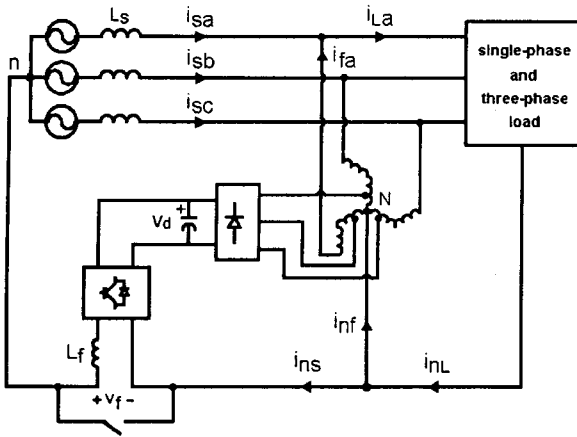 Ls
isa
iLa
n
isb
ifa
isc
single-phase
and
three-phase
load
N
+
Vd
inf
Lf
ins
inL
+ Vf -